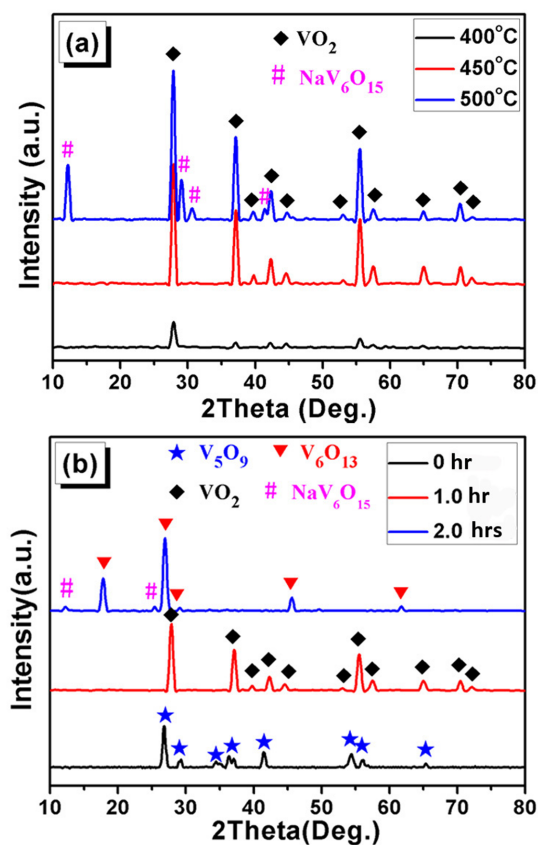 (a)
◆ VO₂
# NaV₆O₁₅
400°C
450°C
500°C
# # # #
Intensity (a.u.)
10 20 30 40 50 60 70 80
2Theta (Deg.)
(b)
★ V₅O₉ ▼ V₆O₁₃
◆ VO₂ # NaV₆O₁₅
0 hr
1.0 hr
2.0 hrs
# #
Intensity(a.u.)
10 20 30 40 50 60 70 80
2Theta(Deg.)